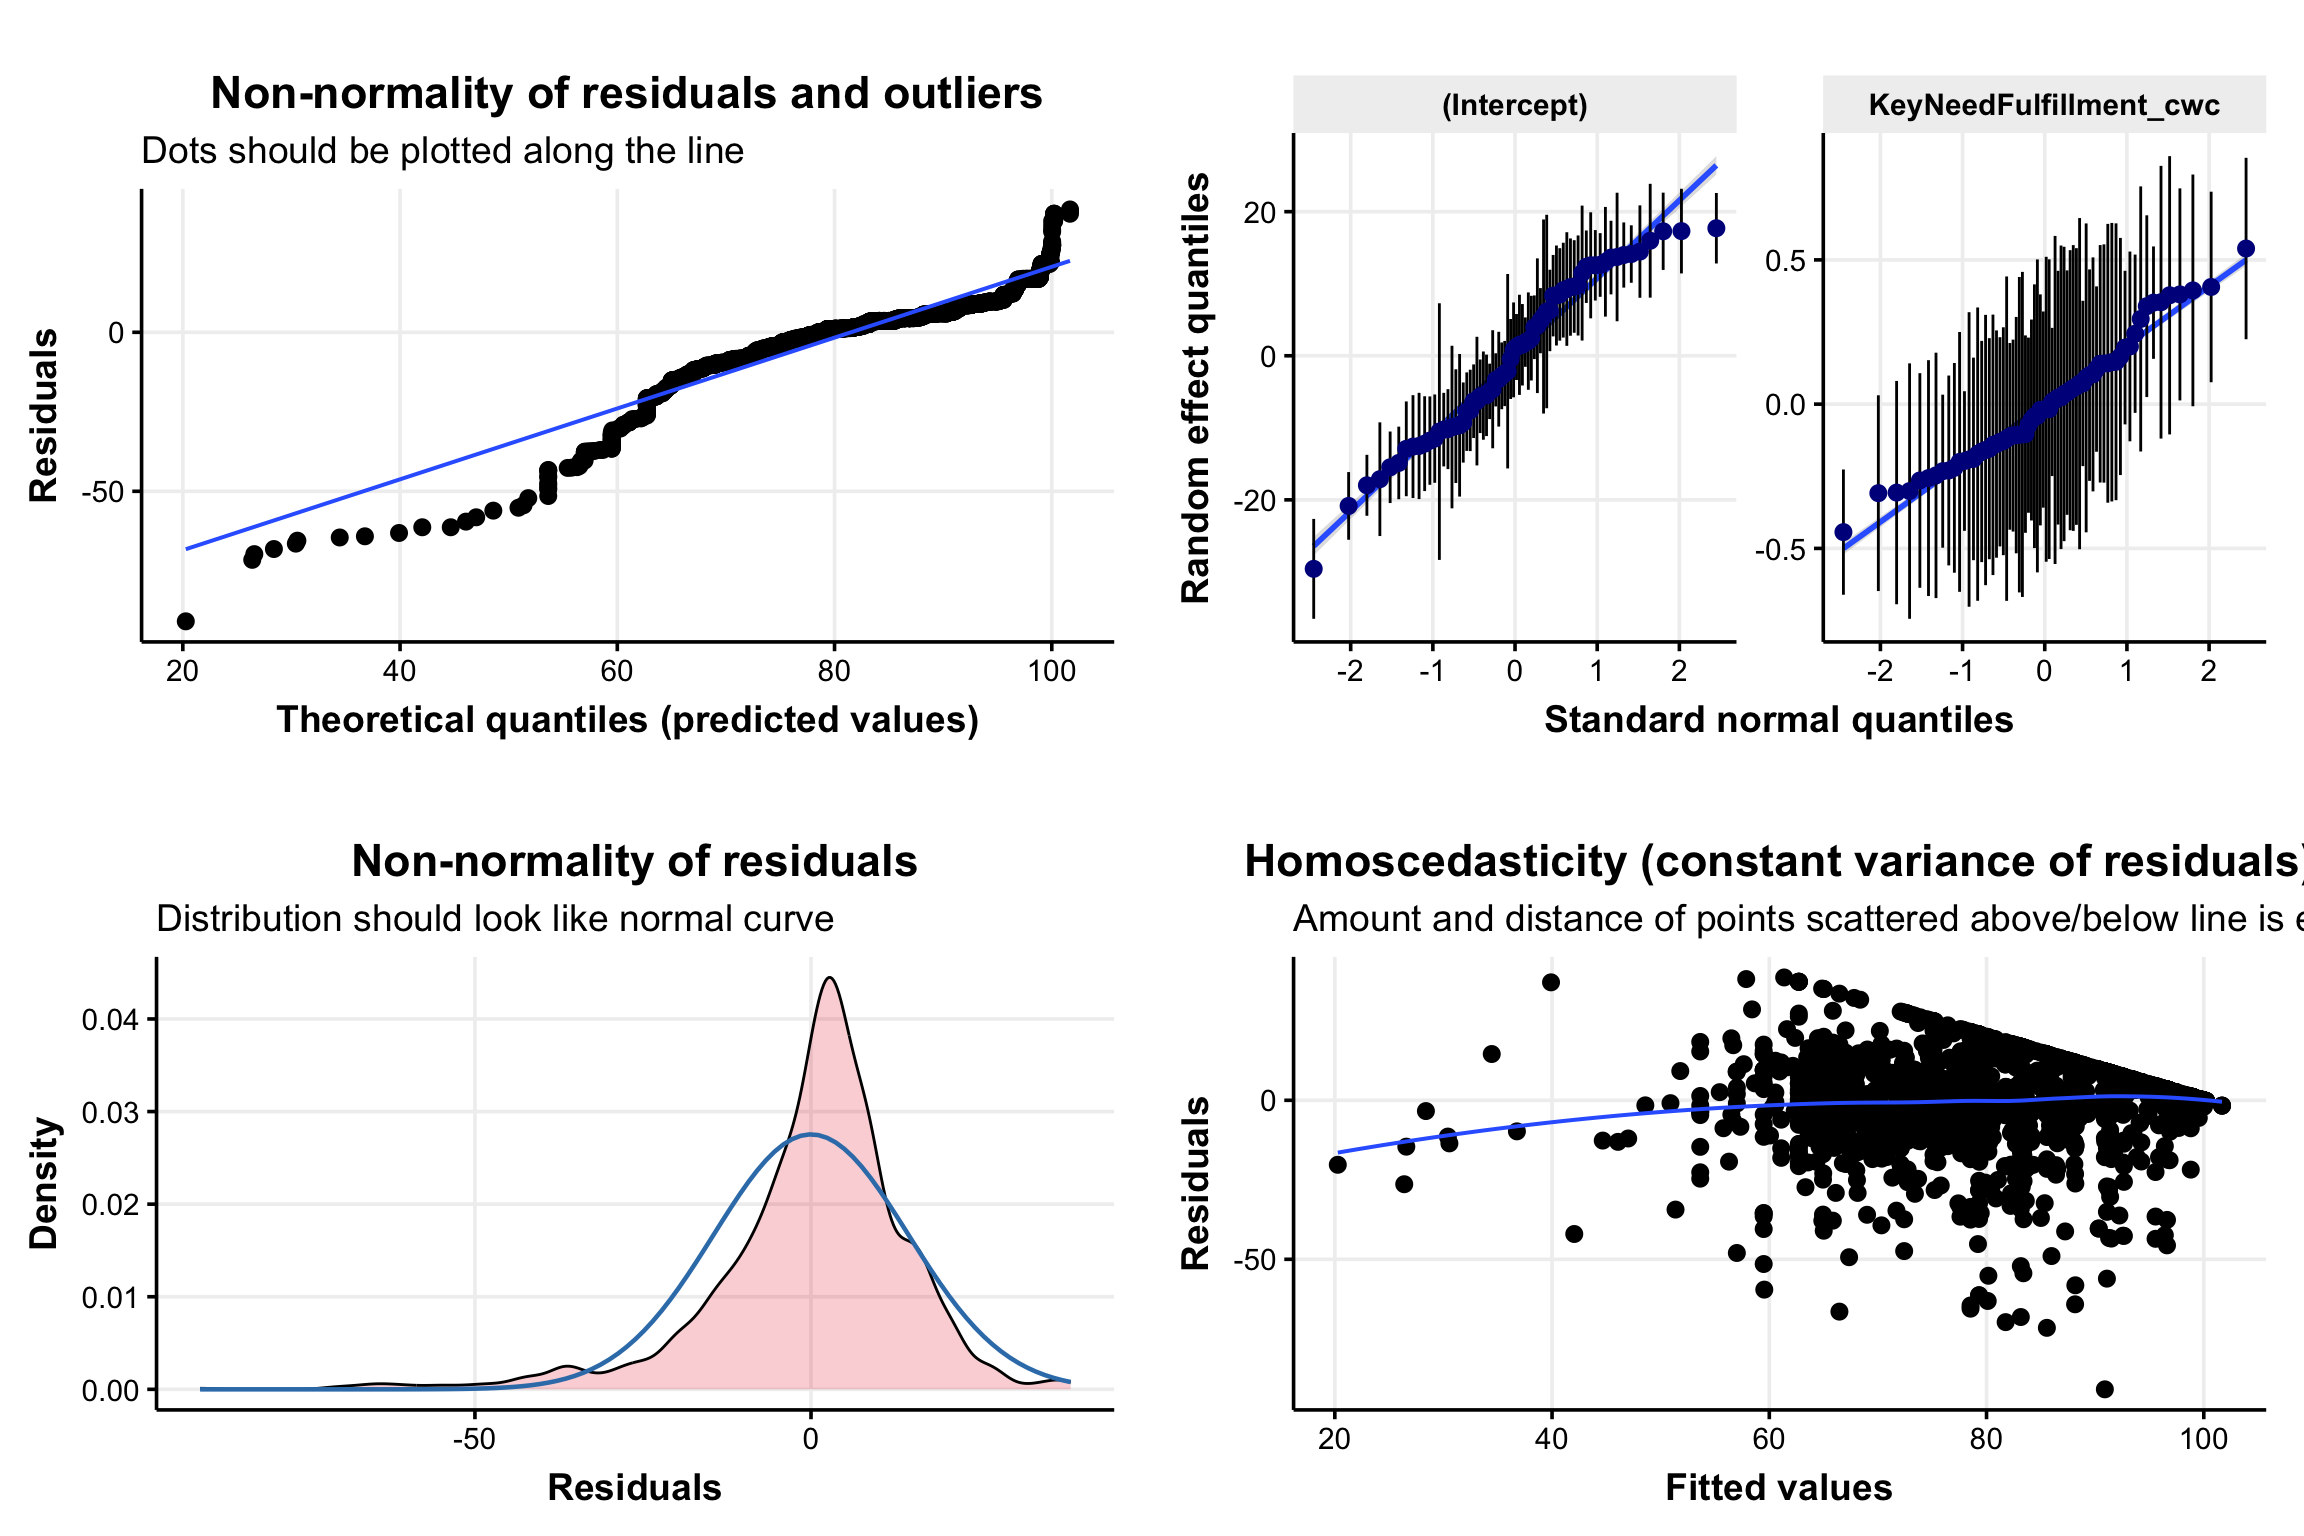 Non-normality of residuals and outliers
Dots should be plotted along the line
Residuals
0
-50
20 40 60 80 100
Theoretical quantiles (predicted values)
(Intercept)
KeyNeedFulfillment_cwc
Random effect quantiles
20
0
-20
-2 -1 0 1 2
0.5
0.0
-0.5
-2 -1 0 1 2
Standard normal quantiles
Non-normality of residuals
Distribution should look like normal curve
Density
0.04
0.03
0.02
0.01
0.00
-50 0
Residuals
Homoscedasticity (constant variance of residuals)
Amount and distance of points scattered above/below line is
Residuals
0
-50
20 40 60 80 100
Fitted values